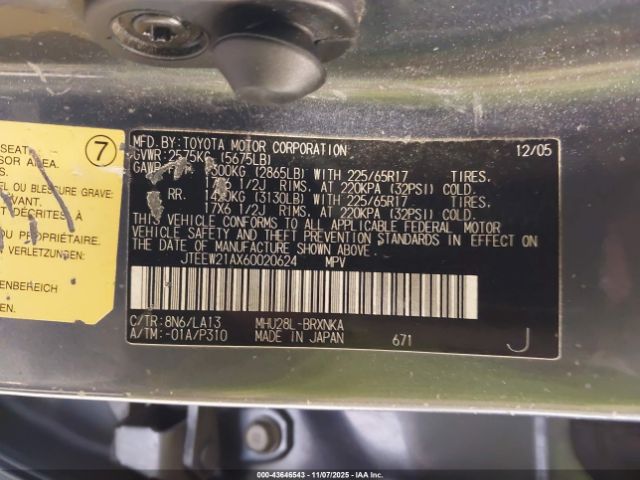 SEAT.
SOR AREA.
VANT.
7
EL OU BLESSURE GRAVE:
T DÉCRITES À
U PROPRIÉTAIRE.
VERLETZUNGEN
NBEREICH
EN.
MFD. BY: TOYOTA MOTOR CORPORATION 12/05
GVWR: 2575KG (5675LB)
GAWR 1300KG (2865LB) WITH 225/65R17 TIRES.
17X6 1/2J RIMS. AT 220KPA (32PSI) COLD.
RR. 1420KG (3130LB) WITH 225/65R17 TIRES.
17X6 1/2J RIMS. AT 220KPA (32PSI) COLD.
THIS VEHICLE CONFORMS TO ALL APPLICABLE FEDERAL MOTOR
VEHICLE SAFETY AND THEFT PREVENTION STANDARDS IN EFFECT
ON THE DATE OF MANUFACTURE SHOWN ABOVE.
JTEEW21AX60020624 MPV
C/TR: 8N6/LA13 MHU28L-BRXNKA
A/TM: -01A/P310 MADE IN JAPAN 671 J
000-43646543 - 11/07/2025 - IAAI.COM